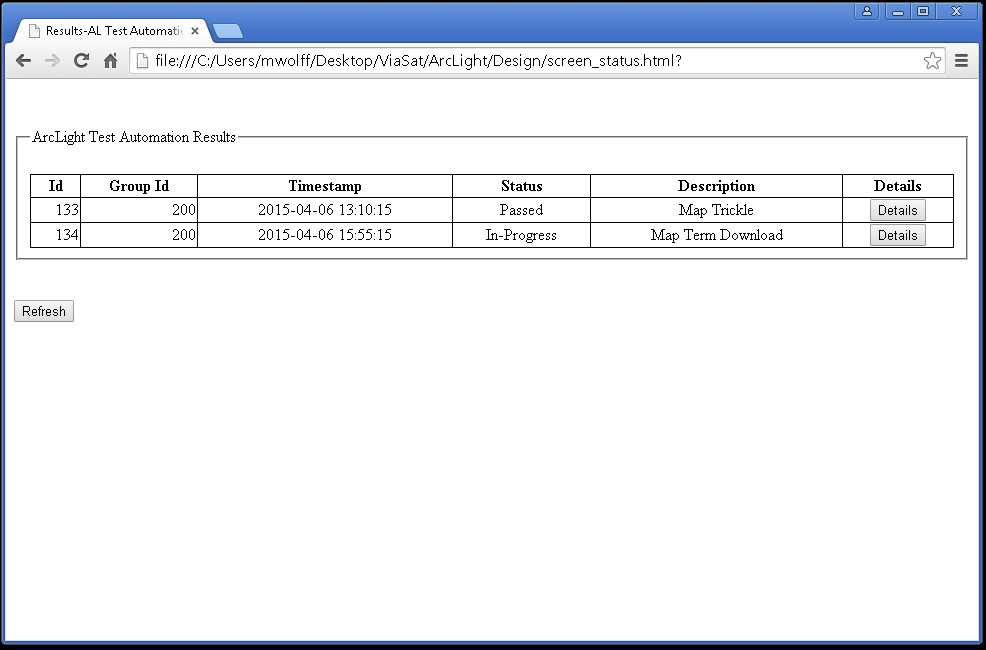 Results-AL Test Automati
file:///C:/Users/mwolff/Desktop/ViaSat/ArcLight/Design/screen_status.html?
ArcLight Test Automation Results
Id Group Id Timestamp Status Description Details
133 200 2015-04-06 13:10:15 Passed Map Trickle Details
134 200 2015-04-06 15:55:15 In-Progress Map Term Download Details
Refresh